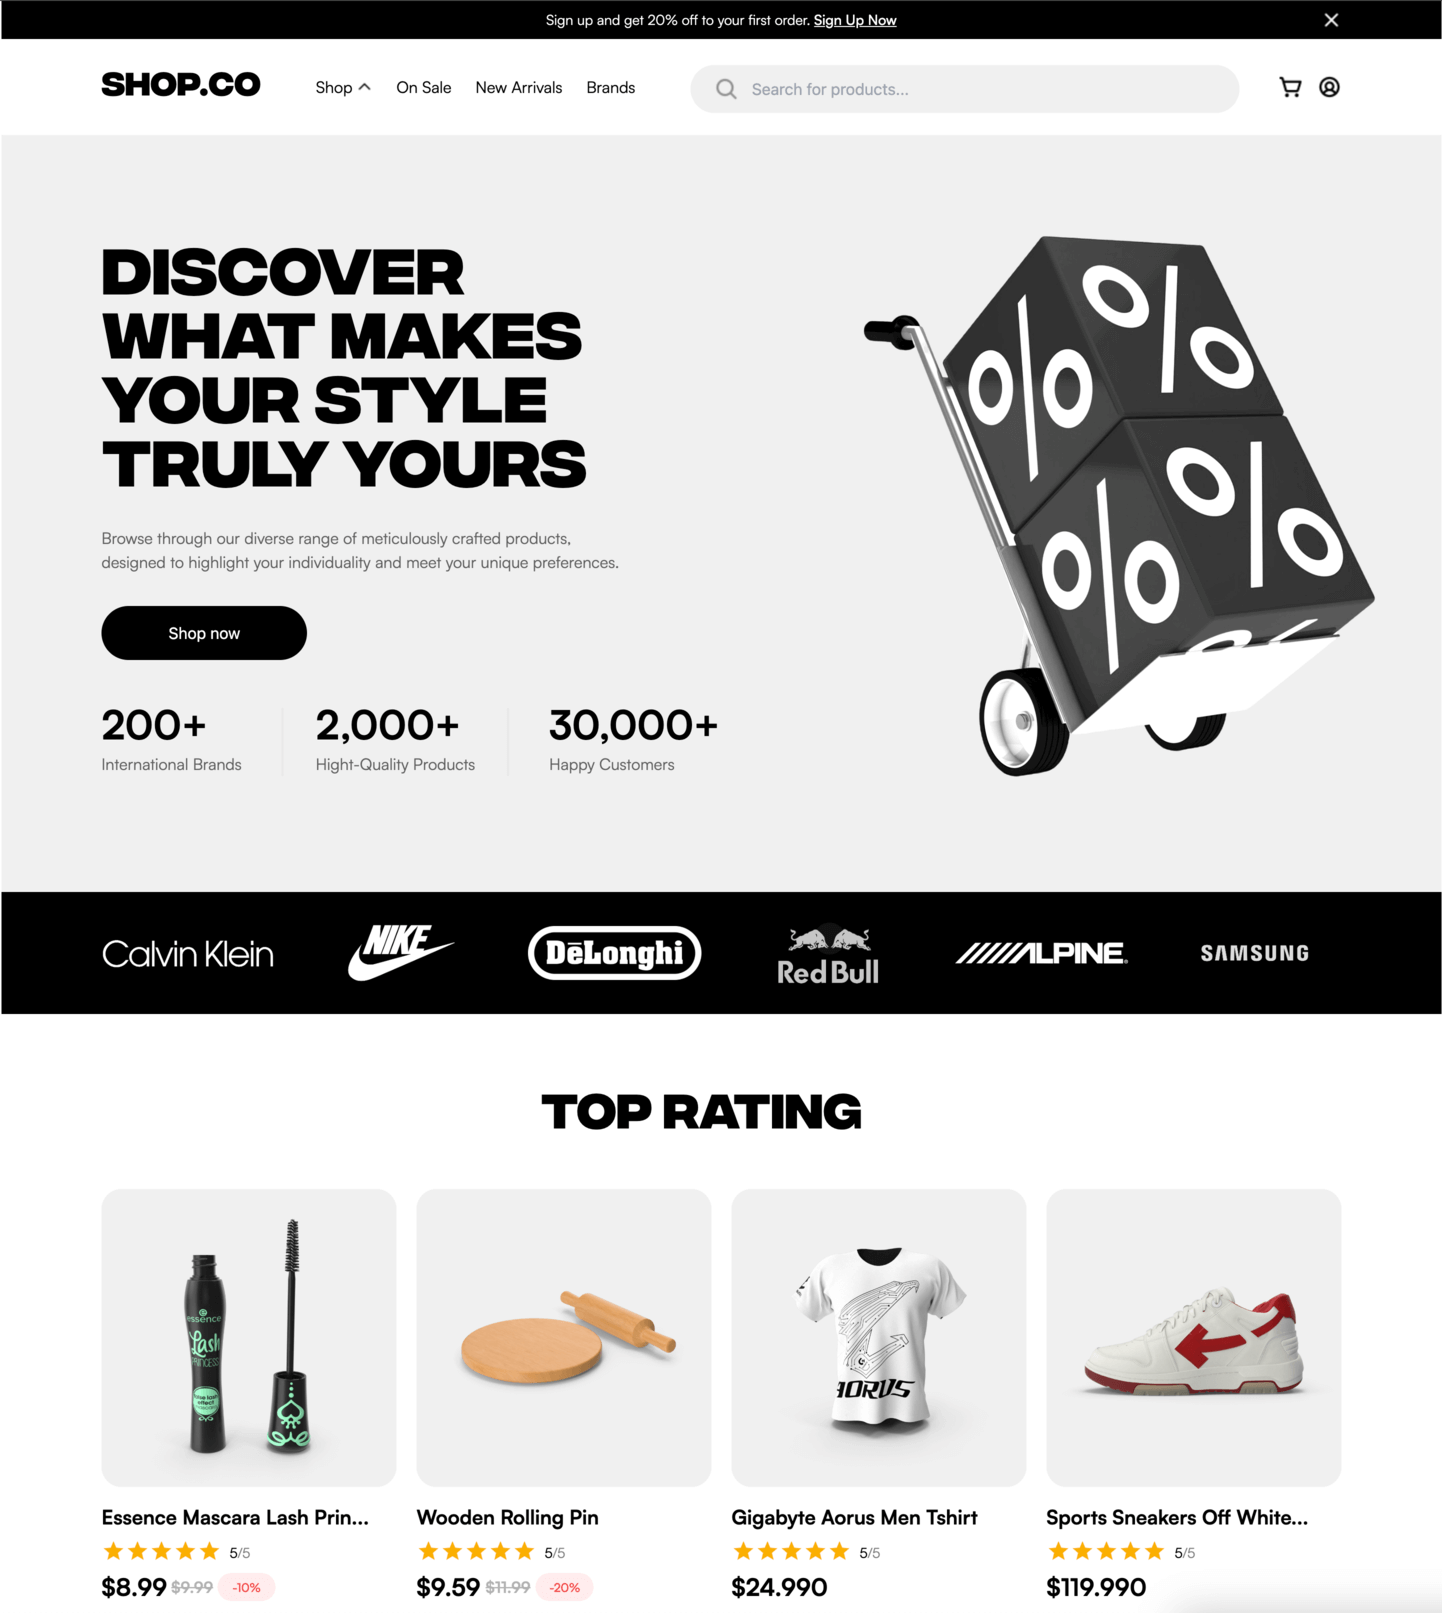 Sign up and get 20% off to your first order. Sign Up Now
SHOP.CO
Shop
On Sale
New Arrivals
Brands
Search for products...
DISCOVER
WHAT MAKES
YOUR STYLE
TRULY YOURS
Browse through our diverse range of meticulously crafted products,
designed to highlight your individuality and meet your unique preferences.
Shop now
200+
International Brands
2,000+
Hight-Quality Products
30,000+
Happy Customers
%
%
%
%
Calvin Klein
NIKE
DēLonghi
Red Bull
ALPINE
SAMSUNG
TOP RATING
essence
Lash
PRINCESS
false lash
effect
AORUS
Essence Mascara Lash Prin...
5/5
$8.99 $9.99 -10%
Wooden Rolling Pin
5/5
$9.59 $11.99 -20%
Gigabyte Aorus Men Tshirt
5/5
$24.990
Sports Sneakers Off White...
5/5
$119.990